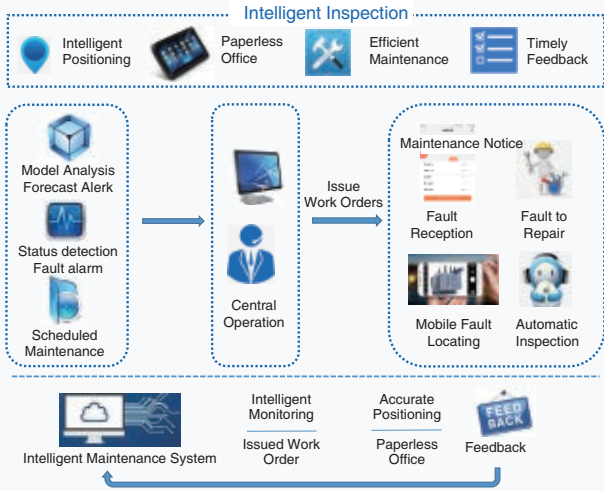 Intelligent Inspection
Intelligent
Positioning
Paperless
Office
Efficient
Maintenance
Timely
Feedback
Model Analysis
Forecast Alerk
Status detection
Fault alarm
Scheduled
Maintenance
Central
Operation
Issue
Work Orders
Maintenance Notice
Fault
Reception
Fault to
Repair
Mobile Fault
Locating
Automatic
Inspection
Intelligent Maintenance System
Intelligent
Monitoring
Issued Work
Order
Accurate
Positioning
Paperless
Office
FEED
BACK
Feedback